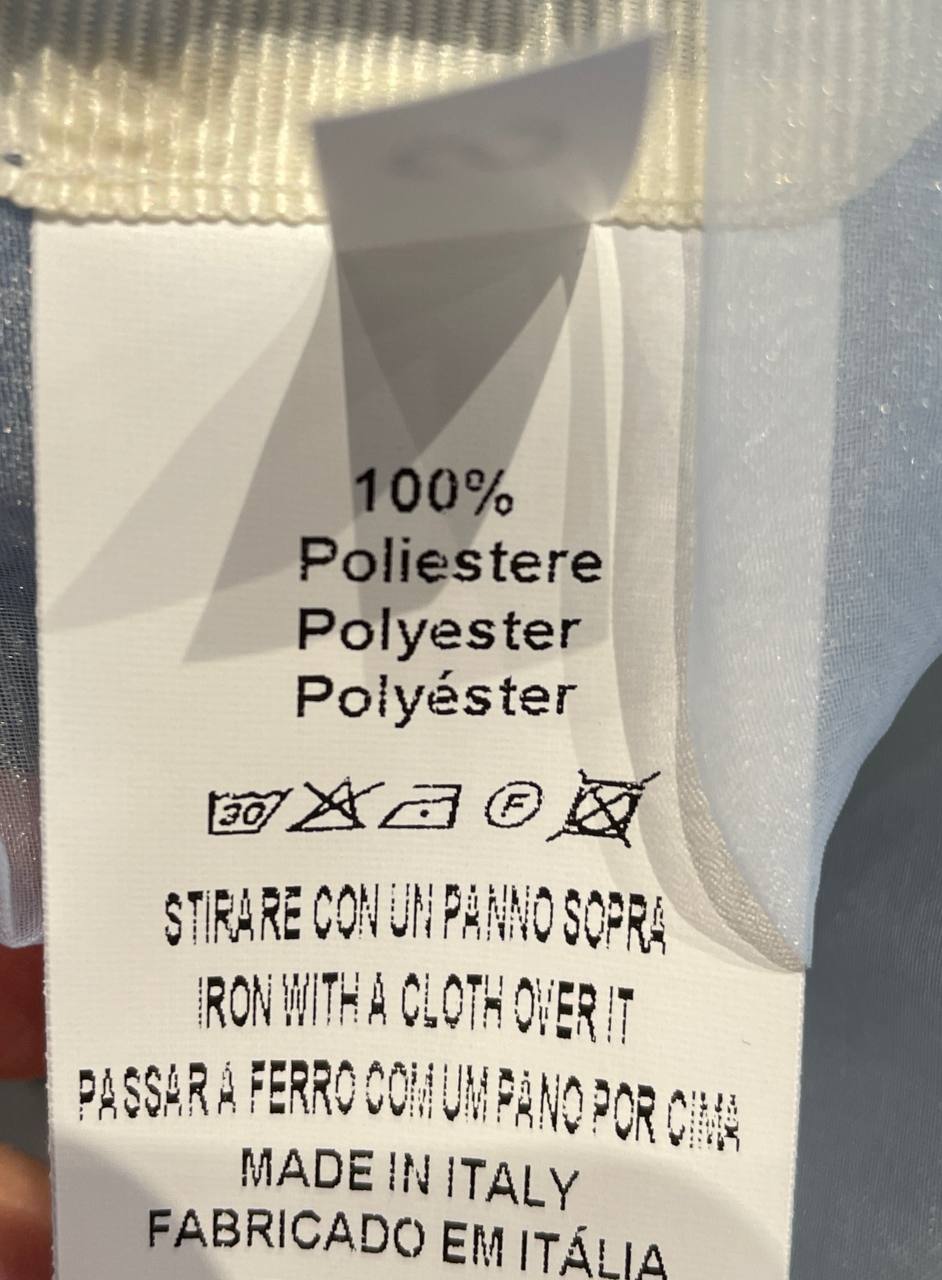 100%
Poliestere
Polyester
Polyéster
30 F
STIRARE CON UN PANNO SOPRA
IRON WITH A CLOTH OVER IT
PASSAR A FERRO COM UM PANO POR CIMA
MADE IN ITALY
FABRICADO EM ITÁLIA